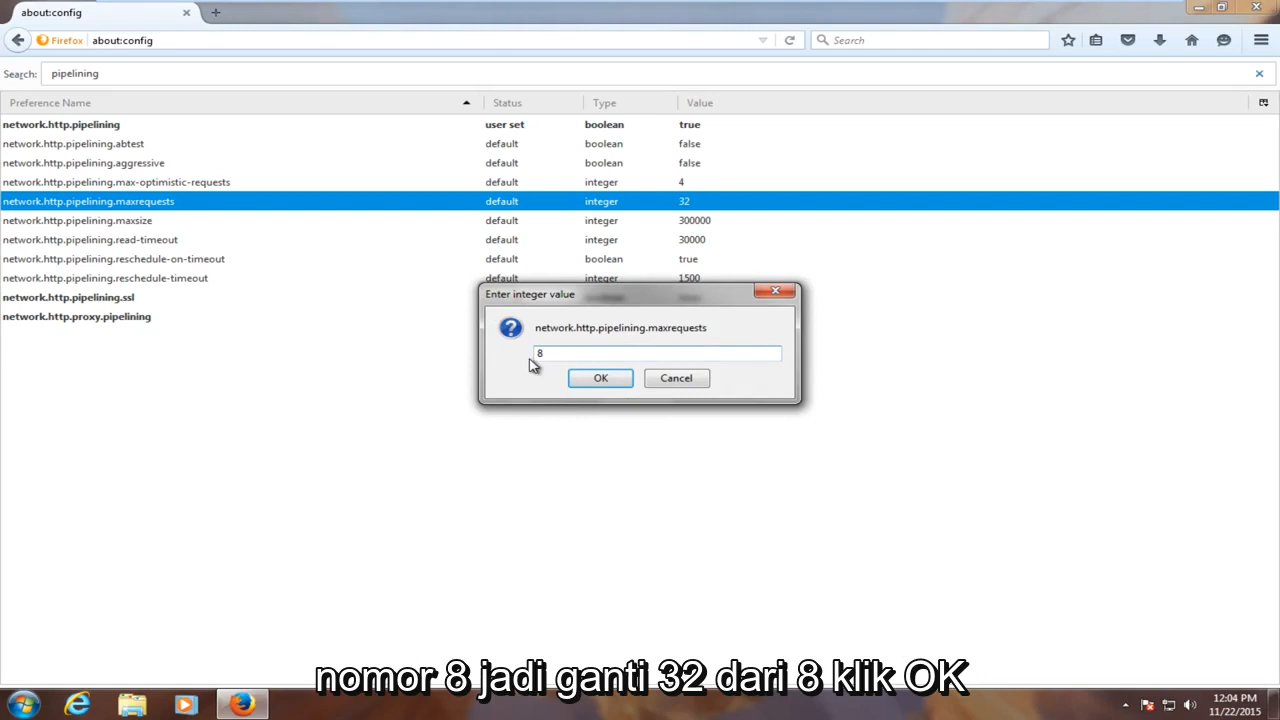 about:config
Firefox about:config Search
Search: pipelining
Preference Name Status Type Value
network.http.pipelining user set boolean true
network.http.pipelining.abtest default boolean false
network.http.pipelining.aggressive default boolean false
network.http.pipelining.max-optimistic-requests default integer 4
network.http.pipelining.maxrequests default integer 32
network.http.pipelining.maxsize default integer 300000
network.http.pipelining.read-timeout default integer 30000
network.http.pipelining.reschedule-on-timeout default boolean true
network.http.pipelining.reschedule-timeout default integer 1500
network.http.pipelining.ssl
network.http.proxy.pipelining
Enter integer value
network.http.pipelining.maxrequests
8
OK Cancel
nomor 8 jadi ganti 32 dari 8 klik OK
12:04 PM
11/22/2015